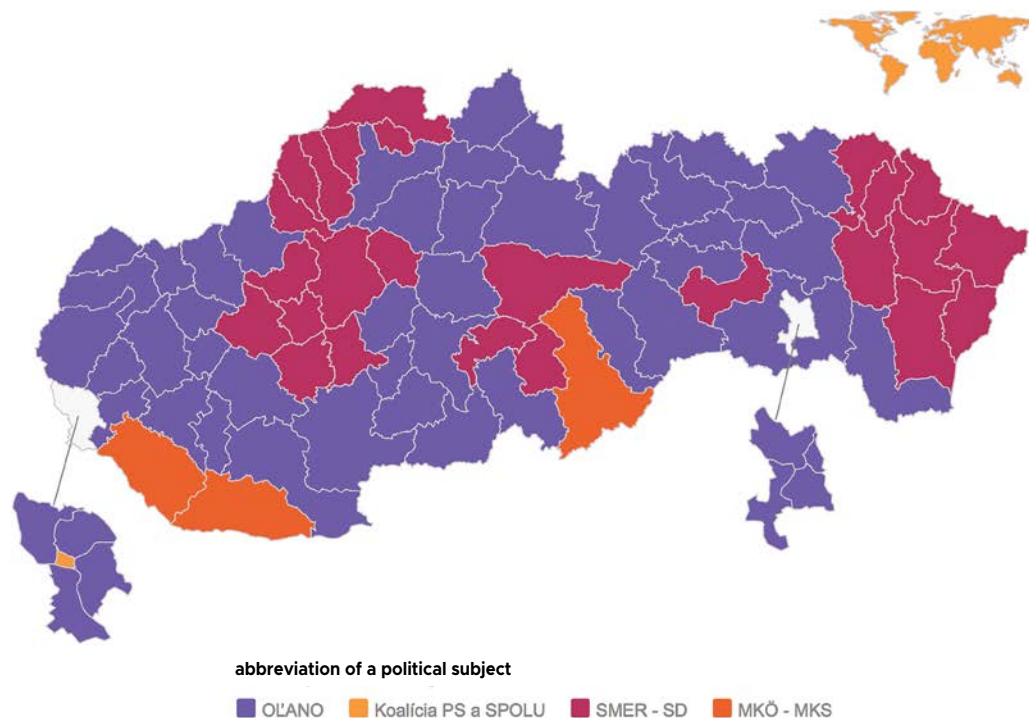 abbreviation of a political subject
OĽANO Koalícia PS a SPOLU SMER - SD MKÖ - MKS